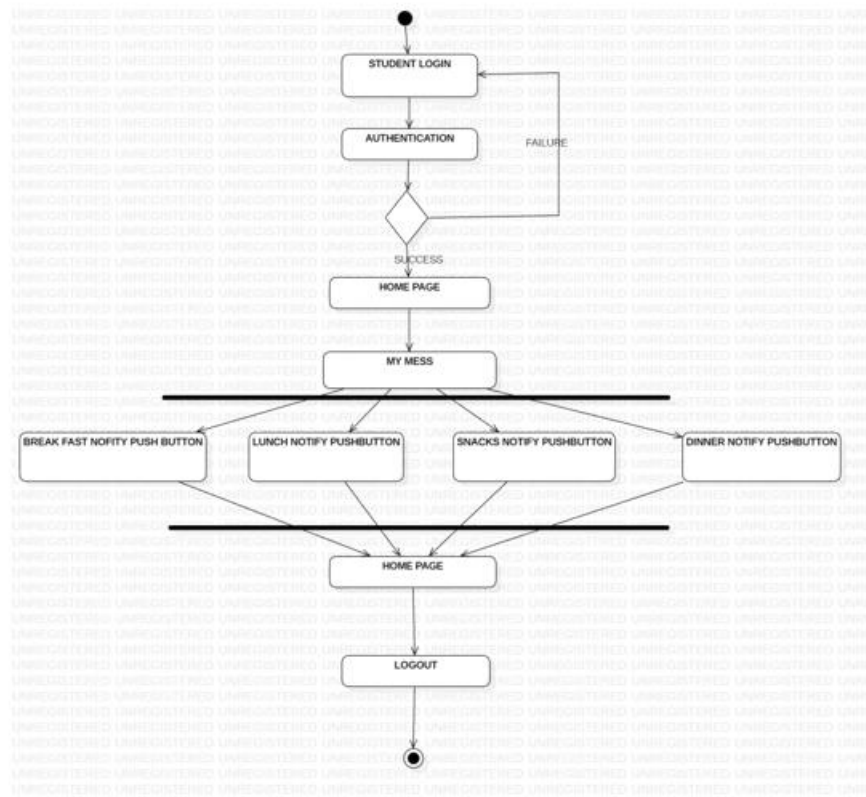 STUDENT LOGIN
AUTHENTICATION
FAILURE
SUCCESS
HOME PAGE
MY MESS
BREAK FAST NOFITY PUSH BUTTON
LUNCH NOTIFY PUSHBUTTON
SNACKS NOTIFY PUSHBUTTON
DINNER NOTIFY PUSHBUTTON
HOME PAGE
LOGOUT